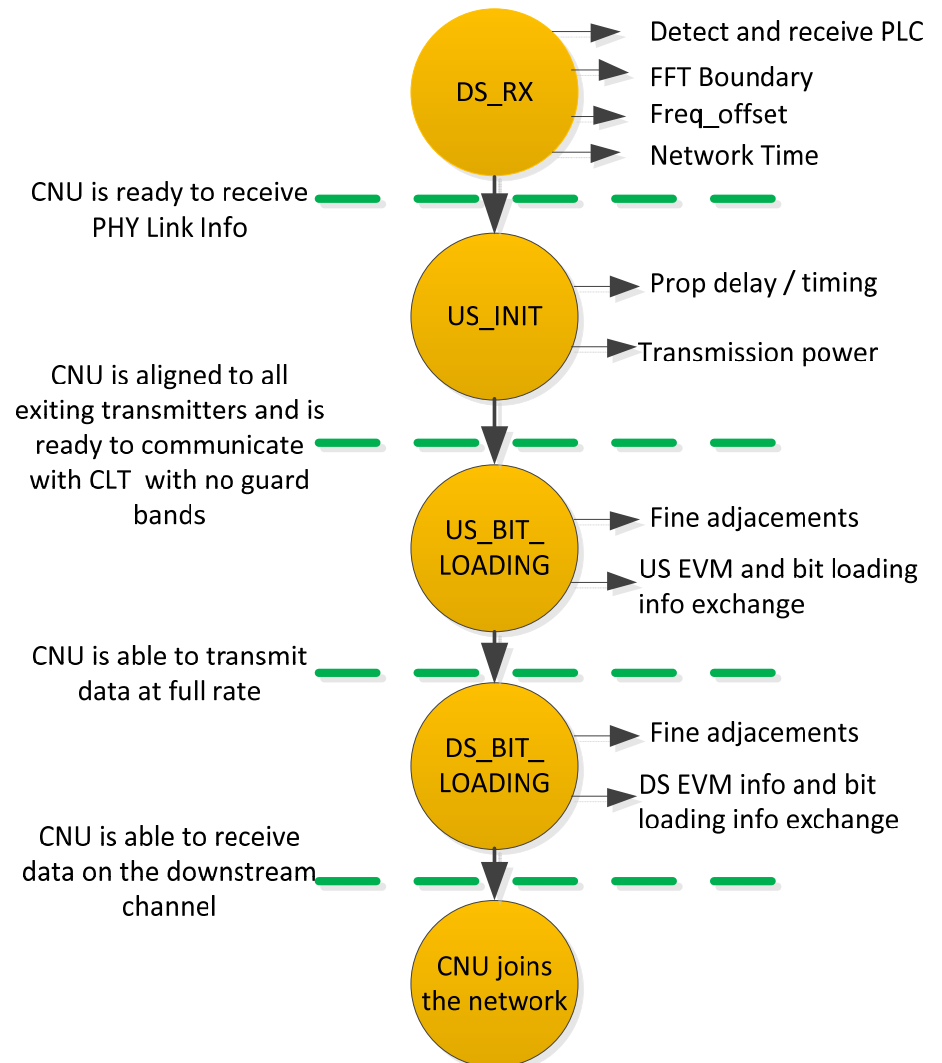 DS_RX
Detect and receive PLC
FFT Boundary
Freq_offset
Network Time
CNU is ready to receive
PHY Link Info
US_INIT
Prop delay / timing
Transmission power
CNU is aligned to all
exiting transmitters and is
ready to communicate
with CLT with no guard
bands
US_BIT_
LOADING
Fine adjacements
US EVM and bit loading
info exchange
CNU is able to transmit
data at full rate
DS_BIT_
LOADING
Fine adjacements
DS EVM info and bit
loading info exchange
CNU is able to receive
data on the downstream
channel
CNU joins
the network